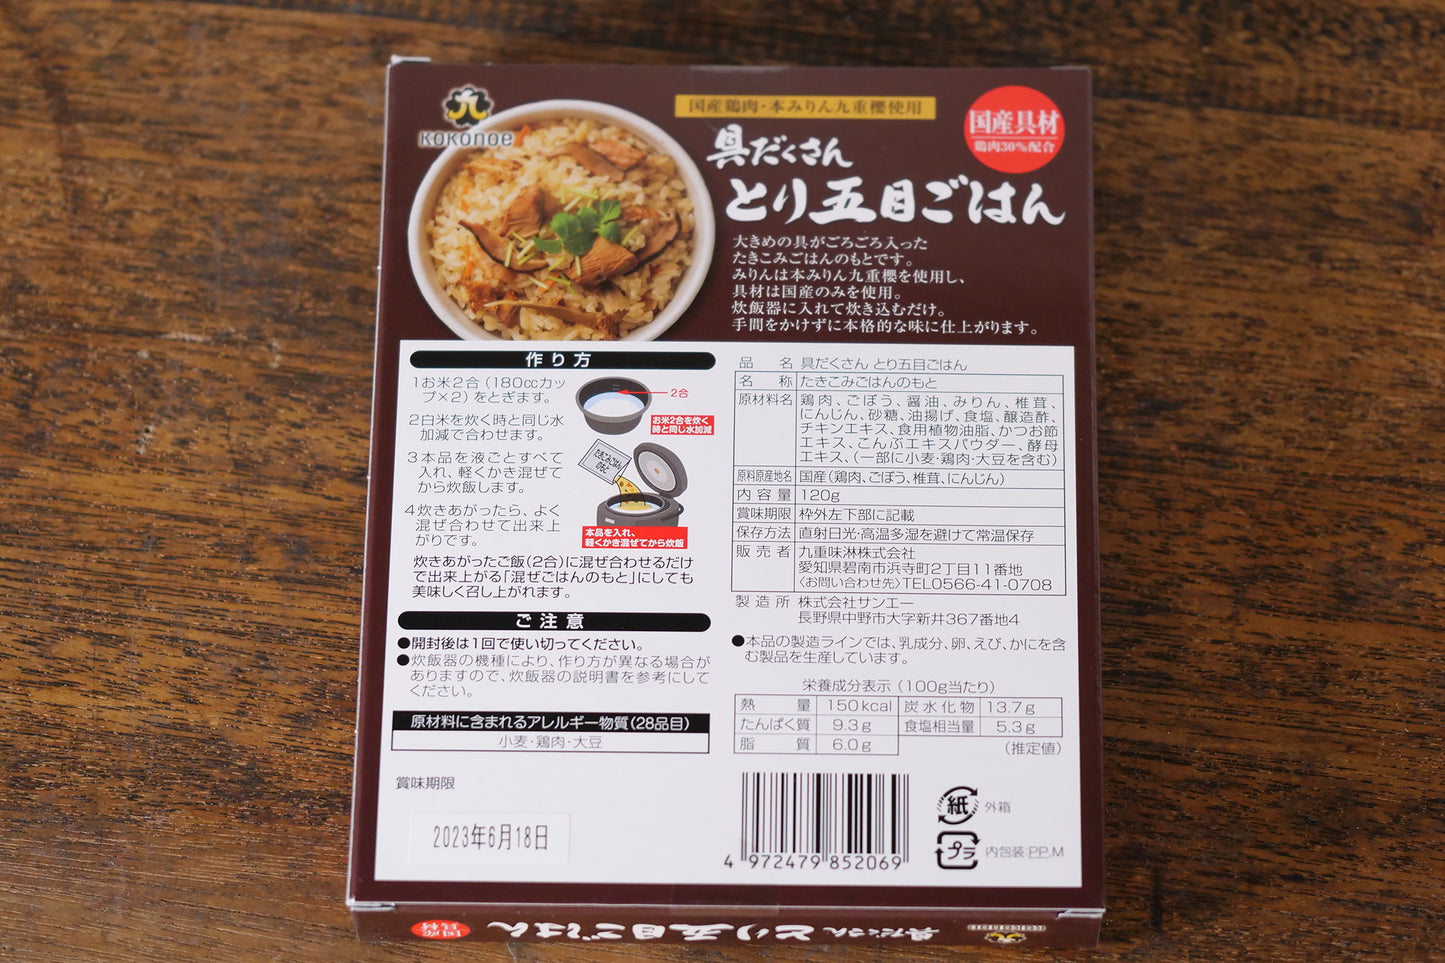 九
KOKONOE
国産鶏肉・本みりん九重櫻使用
国産具材
鶏肉30%配合
具だくさん
とり五目ごはん
大きめの具がごろごろ入った
たきこみごはんのもとです。
みりんは本みりん九重櫻を使用し、
具材は国産のみを使用。
炊飯器に入れて炊き込むだけ。
手間をかけずに本格的な味に仕上がります。
作り方
1お米2合(180ccカッ
プ×2)をとぎます。
2白米を炊く時と同じ水
加減で合わせます。
3本品を液ごとすべて
入れ、軽くかき混ぜて
から炊飯します。
4炊きあがったら、よく
混ぜ合わせて出来上
がりです。
2合
お米2合を炊く
時と同じ水加減
たきこみごはん
のもと
本品を入れ、
軽くかき混ぜてから炊飯
炊きあがったご飯(2合)に混ぜ合わせるだけ
で出来上がる「混ぜごはんのもと」にしても
美味しく召し上がれます。
ご注意
●開封後は1回で使い切ってください。
●炊飯器の機種により、作り方が異なる場合が
ありますので、炊飯器の説明書を参考にして
ください。
原材料に含まれるアレルギー物質(28品目)
小麦・鶏肉・大豆
賞味期限
2023年6月18日
品名 具だくさん とり五目ごはん
名称 たきこみごはんのもと
原材料名 鶏肉、ごぼう、醤油、みりん、椎茸、
にんじん、砂糖、油揚げ、食塩、醸造酢、
チキンエキス、食用植物油脂、かつお節
エキス、こんぶエキスパウダー、酵母
エキス、(一部に小麦・鶏肉・大豆を含む)
原料原産地名 国産(鶏肉、ごぼう、椎茸、にんじん)
内容量 120g
賞味期限 枠外左下部に記載
保存方法 直射日光・高温多湿を避けて常温保存
販売者 九重味淋株式会社
愛知県碧南市浜寺町2丁目11番地
〈お問い合わせ先〉TEL0566-41-0708
製造所 株式会社サンエー
長野県中野市大字新井367番地4
●本品の製造ラインでは、乳成分、卵、えび、かにを含
む製品を生産しています。
栄養成分表示(100g当たり)
熱量 150kcal 炭水化物 13.7g
たんぱく質 9.3g 食塩相当量 5.3g
脂質 6.0g
(推定値)
4 972479 852069
紙 外箱
プラ 内包装:PP,M
国産
具材
具だくさん とり五目ごはん
KOKONOE